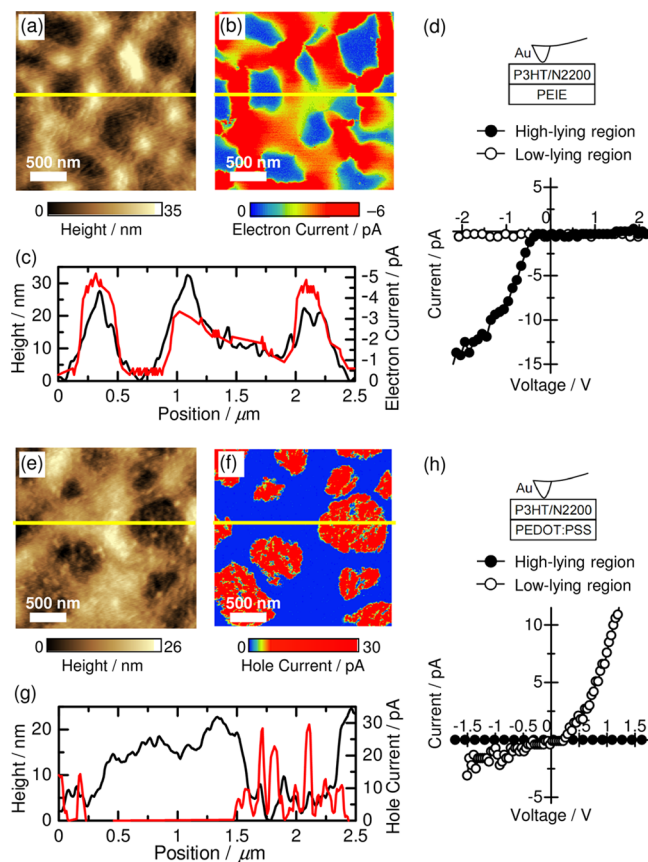 (a)
500 nm
0 35
Height / nm
(b)
500 nm
0 −6
Electron Current / pA
(c)
Height / nm
30
20
10
0
Electron Current / pA
-5
-4
-3
-2
-1
0
0 0.5 1 1.5 2 2.5
Position / μm
(d)
Au
P3HT/N2200
PEIE
High-lying region
Low-lying region
Current / pA
5
-2 -1 0 1 2
-5
-10
-15
Voltage / V
(e)
500 nm
0 26
Height / nm
(f)
500 nm
0 30
Hole Current / pA
(g)
Height / nm
20
10
0
Hole Current / pA
30
20
10
0
0 0.5 1 1.5 2 2.5
Position / μm
(h)
Au
P3HT/N2200
PEDOT:PSS
High-lying region
Low-lying region
Current / pA
10
5
-1.5 -1 -0.5 0 0.5 1 1.5
-5
Voltage / V